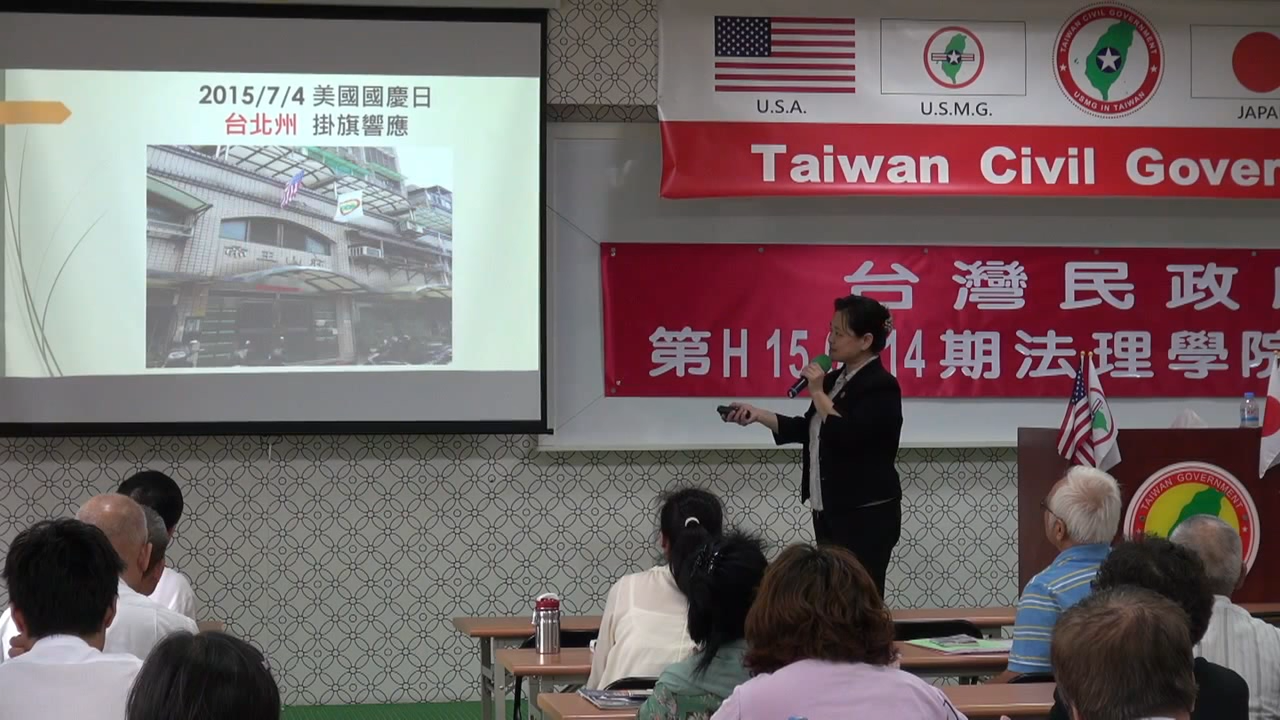 2015/7/4 美國國慶日
台北州 掛旗響應
U.S.A.
U.S.M.G.
TAIWAN CIVIL GOVERNMENT
USMG IN TAIWAN
JAPA
Taiwan Civil Gover
台灣民政
第H 15 14期法理學院
TAIWAN GOVERNMENT